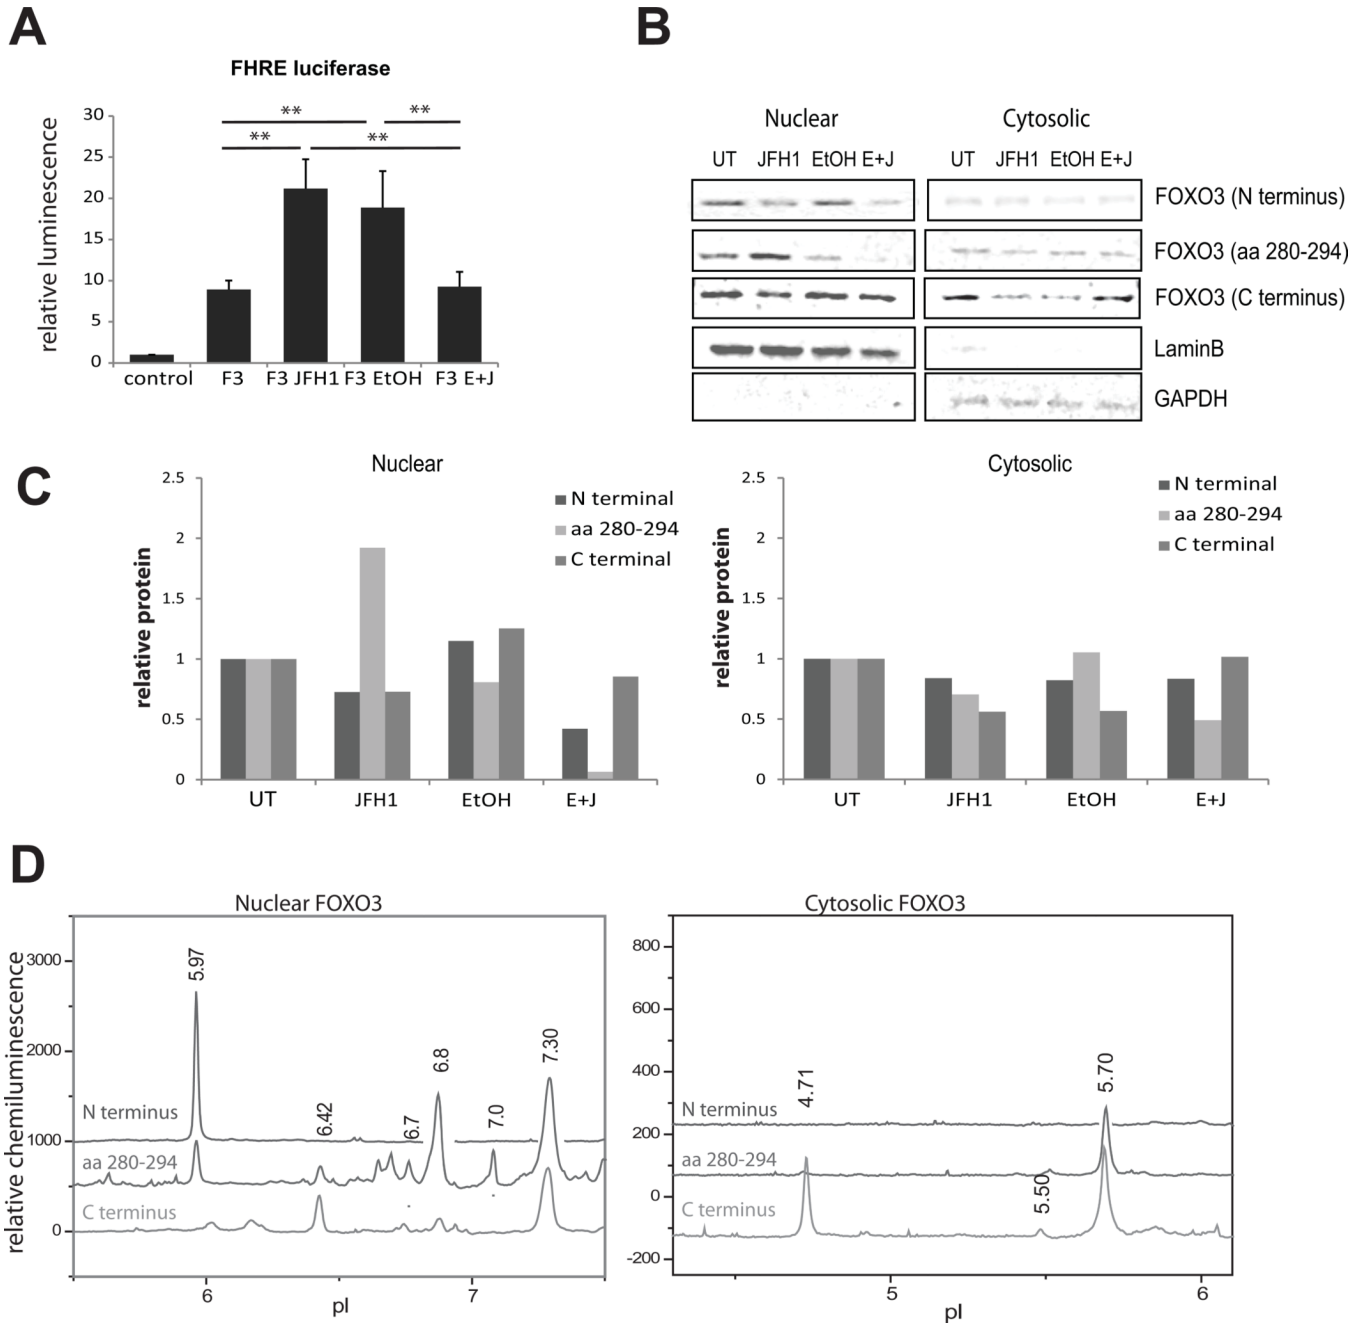 A
FHRE luciferase
relative luminescence
30
25
20
15
10
5
0
**
**
**
**
control F3 F3 JFH1 F3 EtOH F3 E+J
B
Nuclear Cytosolic
UT JFH1 EtOH E+J UT JFH1 EtOH E+J
FOXO3 (N terminus)
FOXO3 (aa 280-294)
FOXO3 (C terminus)
LaminB
GAPDH
C
Nuclear
relative protein
2.5
2
1.5
1
0.5
0
N terminal
aa 280-294
C terminal
UT JFH1 EtOH E+J
Cytosolic
relative protein
2.5
2
1.5
1
0.5
0
N terminal
aa 280-294
C terminal
UT JFH1 EtOH E+J
D
Nuclear FOXO3
relative chemiluminescence
3000
2000
1000
0
5.97
6.42
6.7
6.8
7.0
7.30
N terminus
aa 280-294
C terminus
6 7
pI
Cytosolic FOXO3
800
600
400
200
0
-200
4.71
5.50
5.70
N terminus
aa 280-294
C terminus
5 6
pI